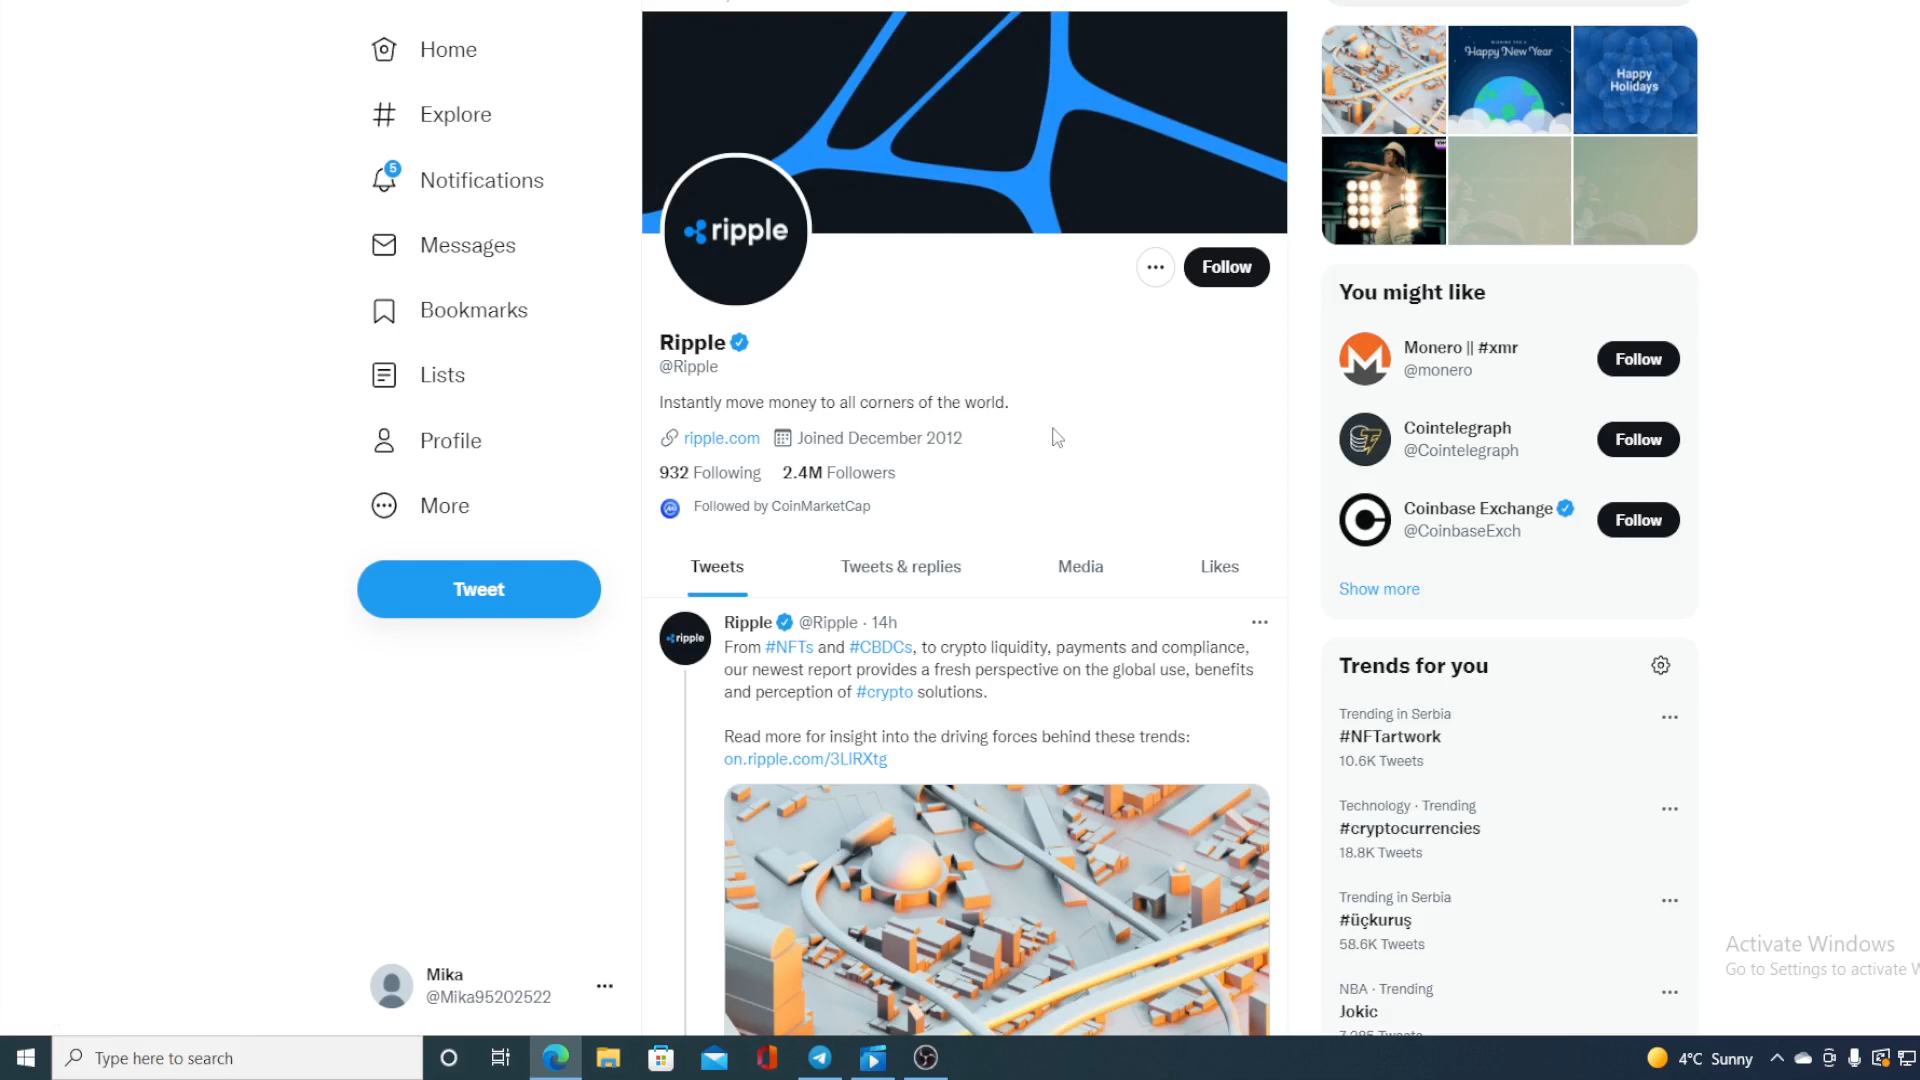 Home
Explore
5
Notifications
Messages
Bookmarks
Lists
Profile
More
Tweet
Mika
@Mika95202522
ripple
Follow
Ripple
@Ripple
Instantly move money to all corners of the world.
ripple.com Joined December 2012
932 Following 2.4M Followers
Followed by CoinMarketCap
Tweets Tweets & replies Media Likes
ripple
Ripple @Ripple · 14h
From #NFTs and #CBDCs, to crypto liquidity, payments and compliance,
our newest report provides a fresh perspective on the global use, benefits
and perception of #crypto solutions.
Read more for insight into the driving forces behind these trends:
on.ripple.com/3LIRXtg
Happy New Year
Happy
Holidays
You might like
Monero || #xmr
@monero
Follow
Cointelegraph
@Cointelegraph
Follow
Coinbase Exchange
@CoinbaseExch
Follow
Show more
Trends for you
Trending in Serbia
#NFTartwork
10.6K Tweets
Technology · Trending
#cryptocurrencies
18.8K Tweets
Trending in Serbia
#üçkuruş
58.6K Tweets
NBA · Trending
Jokic
Activate Windows
Go to Settings to activate W
Type here to search
4°C Sunny